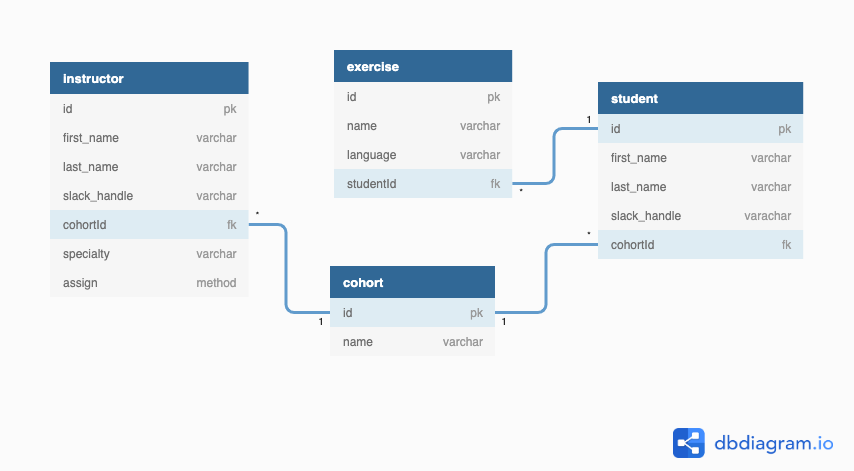 instructor
id pk
first_name varchar
last_name varchar
slack_handle varchar
cohortId fk
specialty varchar
assign method
*
1
exercise
id pk
name varchar
language varchar
studentId fk
*
1
student
id pk
first_name varchar
last_name varchar
slack_handle varachar
cohortId fk
*
1
cohort
id pk
name varchar
dbdiagram.io